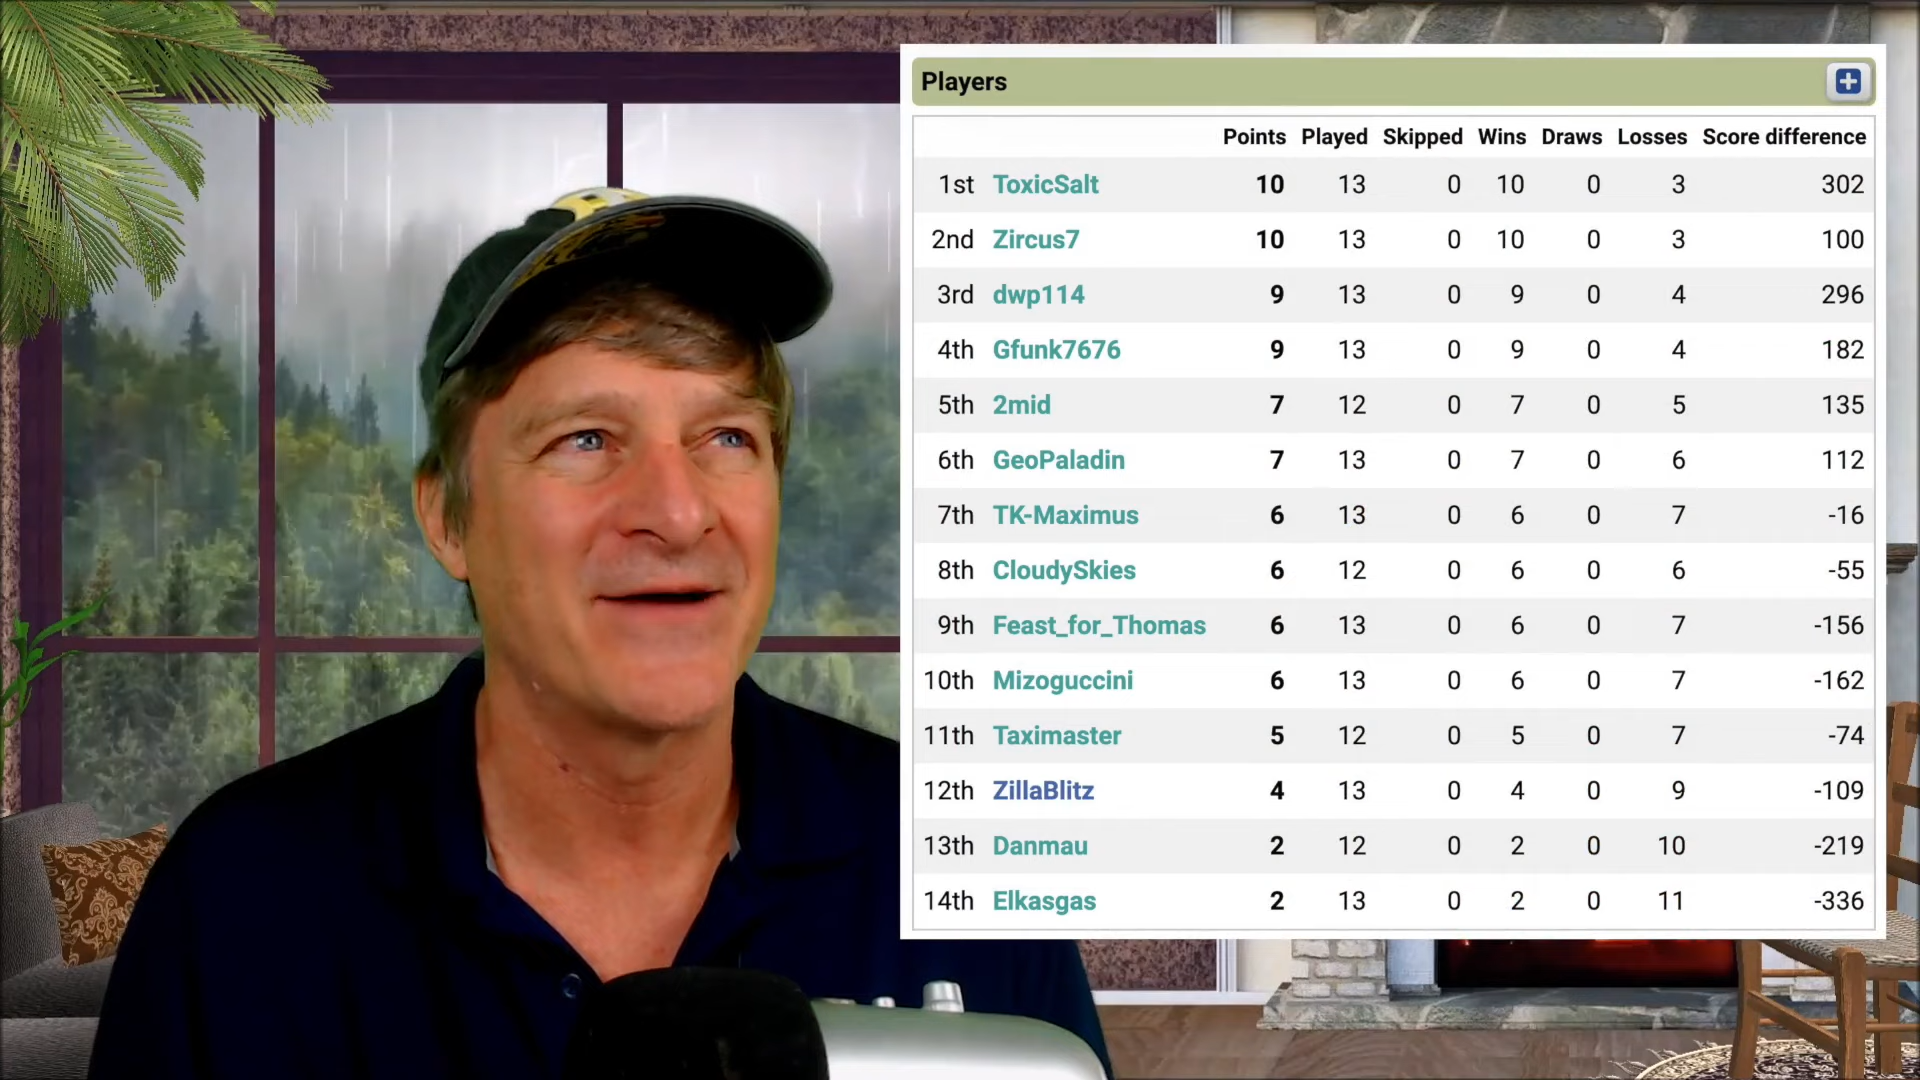 Players
Points Played Skipped Wins Draws Losses Score difference
1st ToxicSalt 10 13 0 10 0 3 302
2nd Zircus7 10 13 0 10 0 3 100
3rd dwp114 9 13 0 9 0 4 296
4th Gfunk7676 9 13 0 9 0 4 182
5th 2mid 7 12 0 7 0 5 135
6th GeoPaladin 7 13 0 7 0 6 112
7th TK-Maximus 6 13 0 6 0 7 -16
8th CloudySkies 6 12 0 6 0 6 -55
9th Feast_for_Thomas 6 13 0 6 0 7 -156
10th Mizoguccini 6 13 0 6 0 7 -162
11th Taximaster 5 12 0 5 0 7 -74
12th ZillaBlitz 4 13 0 4 0 9 -109
13th Danmau 2 12 0 2 0 10 -219
14th Elkasgas 2 13 0 2 0 11 -336